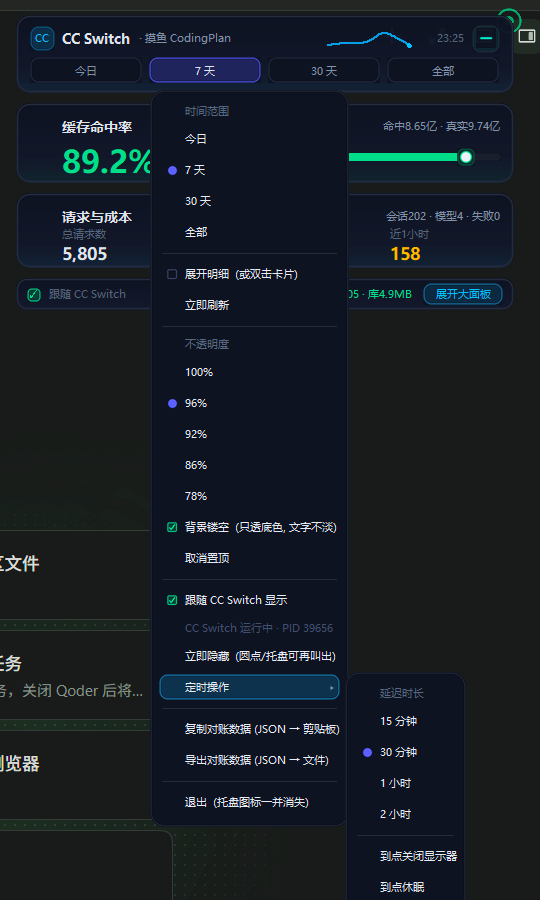 CC CC Switch · 摸鱼 CodingPlan 23:25
今日 7 天 30 天 全部
缓存命中率 命中8.65亿 · 真实9.74亿
89.2%
请求与成本 会话202 · 模型4 · 失败0
总请求数 近1小时
5,805 158
跟随 CC Switch 05 · 库4.9MB 展开大面板
时间范围
今日
7 天
30 天
全部
展开明细（或双击卡片）
立即刷新
不透明度
100%
96%
92%
86%
78%
背景镂空（只透底色, 文字不淡）
取消置顶
跟随 CC Switch 显示
CC Switch 运行中 · PID 39656
立即隐藏（圆点/托盘可再叫出）
定时操作
复制对账数据 (JSON → 剪贴板)
导出对账数据 (JSON → 文件)
退出（托盘图标一并消失）
延迟时长
15 分钟
30 分钟
1 小时
2 小时
到点关闭显示器
到点休眠
文件
任务
务，关闭 Qoder 后将...
浏览器